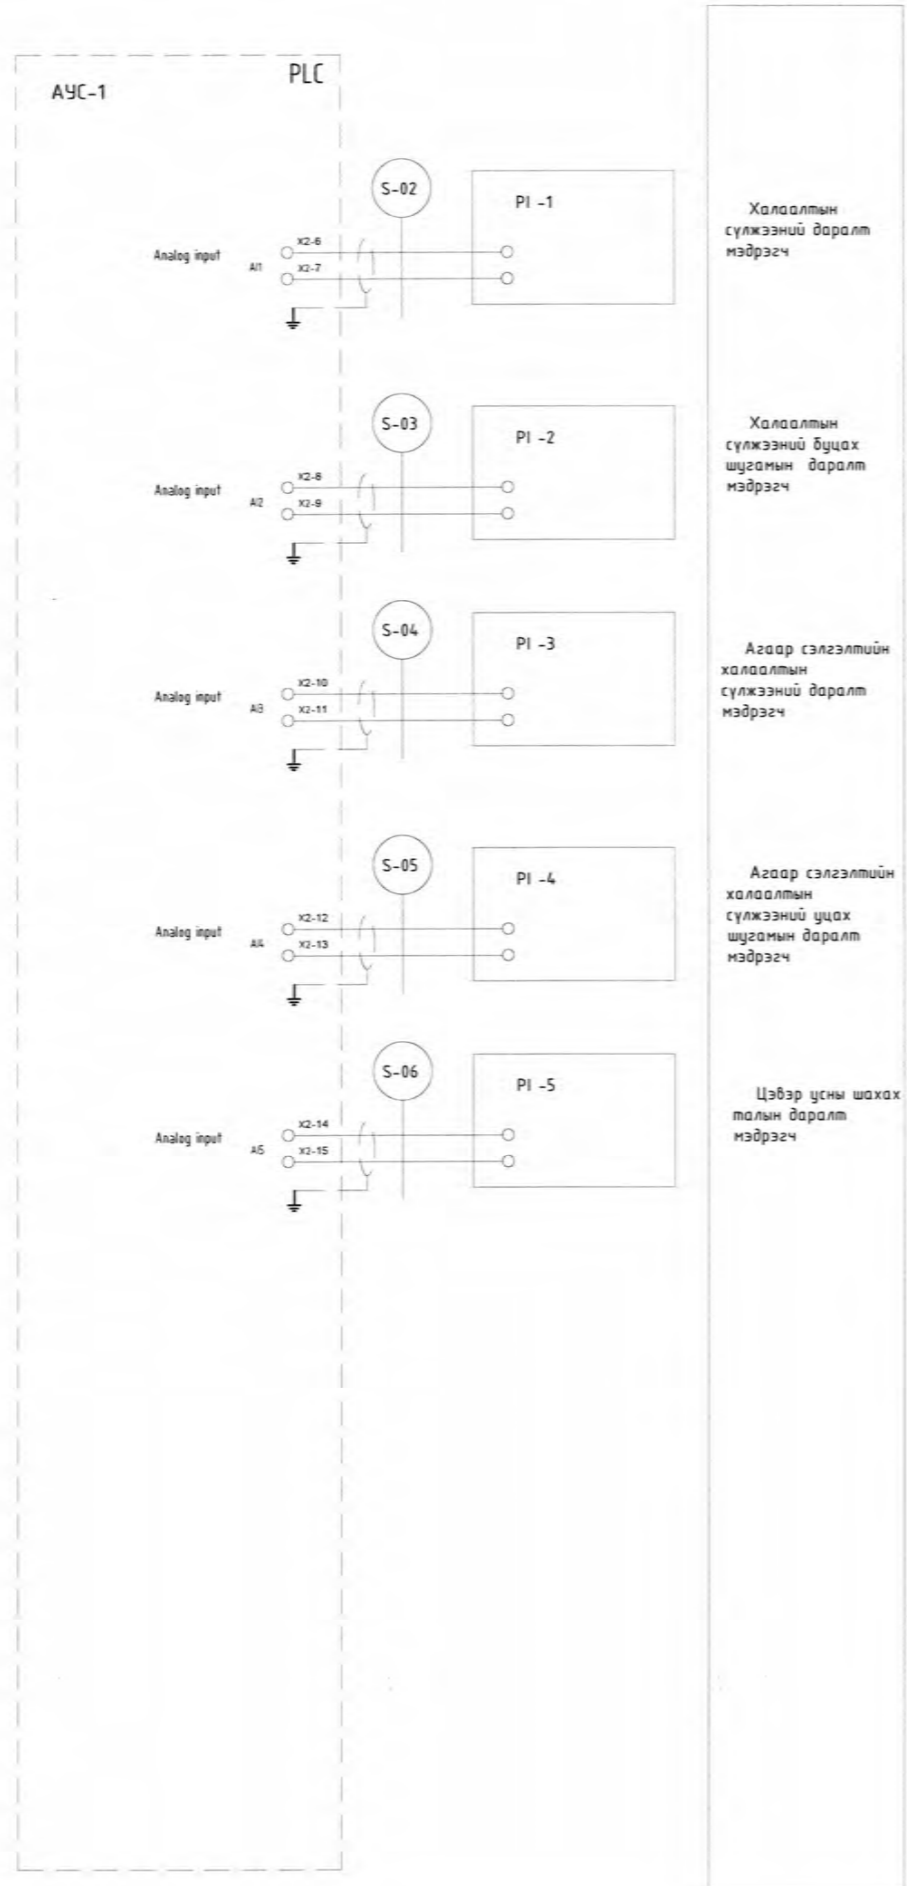 PLC
АУС-1
S-02
PI -1
Analog input
AI1
X2-6
X2-7
Халаалтын
сүлжээний даралт
мэдрэгч
S-03
PI -2
Analog input
AI2
X2-8
X2-9
Халаалтын
сүлжээний буцах
шугамын даралт
мэдрэгч
S-04
PI -3
Analog input
AI3
X2-10
X2-11
Агаар сэлгэлтийн
халаалтын
сүлжээний даралт
мэдрэгч
S-05
PI -4
Analog input
AI4
X2-12
X2-13
Агаар сэлгэлтийн
халаалтын
сүлжээний уцах
шугамын даралт
мэдрэгч
S-06
PI -5
Analog input
AI5
X2-14
X2-15
Цэвэр усны шахах
талын даралт
мэдрэгч